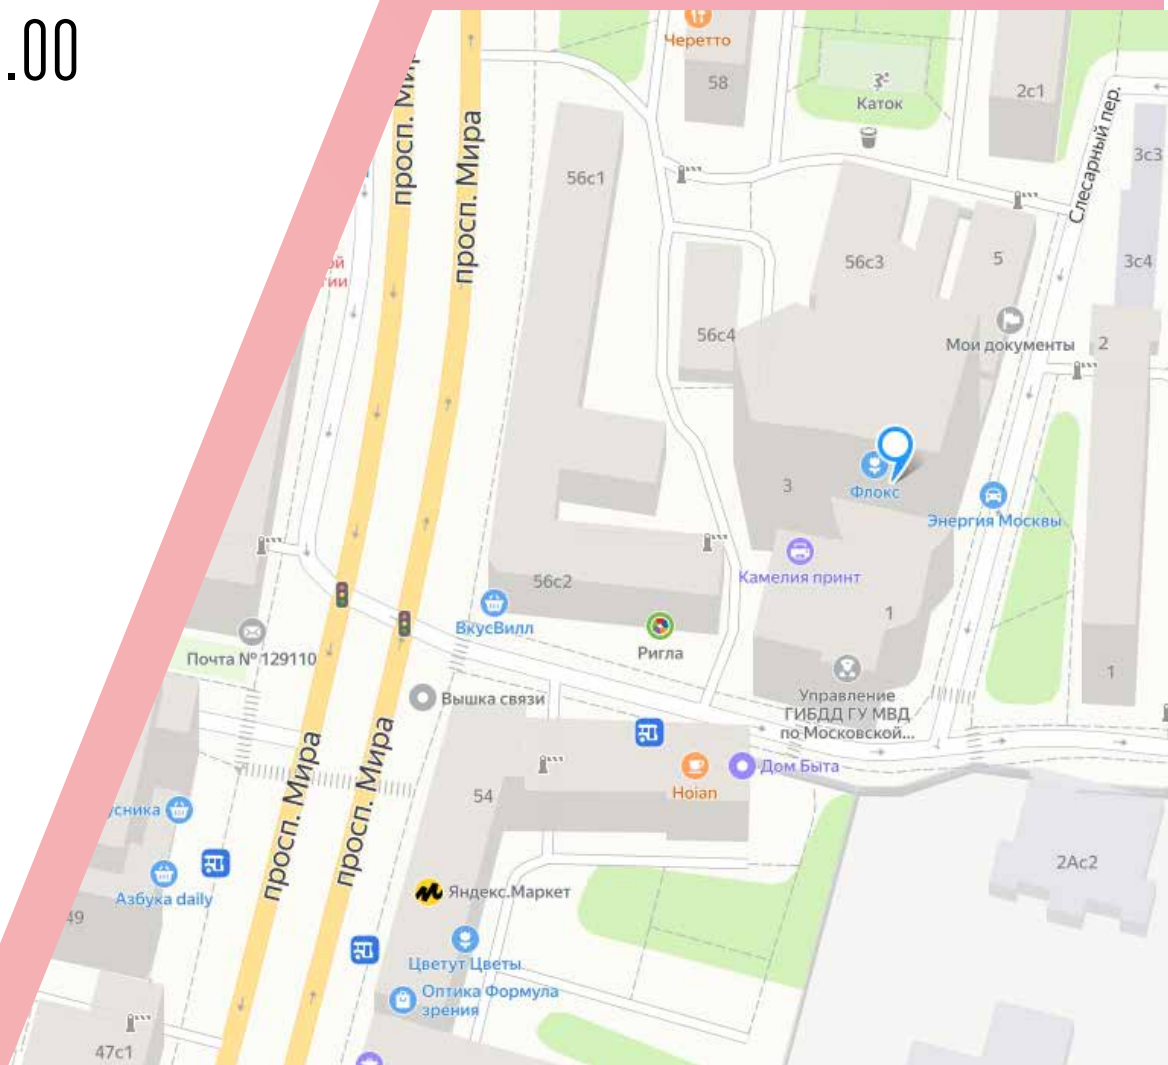 .00
Черетто
58
Каток
2с1
3с3
Слесарный пер.
просп. Мира
просп. Мира
56с1
56с3
5
3с4
56с4
Мои документы
2
3
Флокс
Энергия Москвы
Камелия принт
56с2
1
ВкусВилл
Ригла
Почта № 129110
Вышка связи
Управление
ГИБДД ГУ МВД
по Московской...
1
просп. Мира
просп. Мира
Hoian
Дом Быта
54
2Ас2
Азбука daily
Яндекс.Маркет
49
Цветут Цветы
Оптика Формула
зрения
47с1